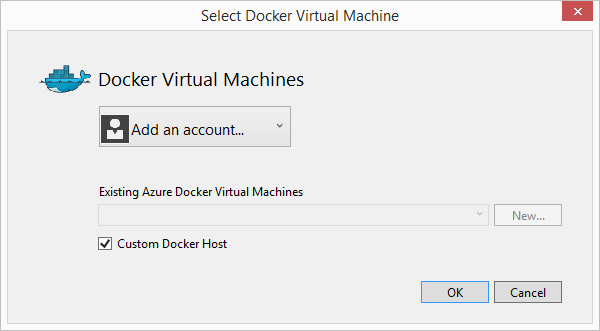 Select Docker Virtual Machine
Docker Virtual Machines
Add an account...
Existing Azure Docker Virtual Machines
New...
Custom Docker Host
OK
Cancel